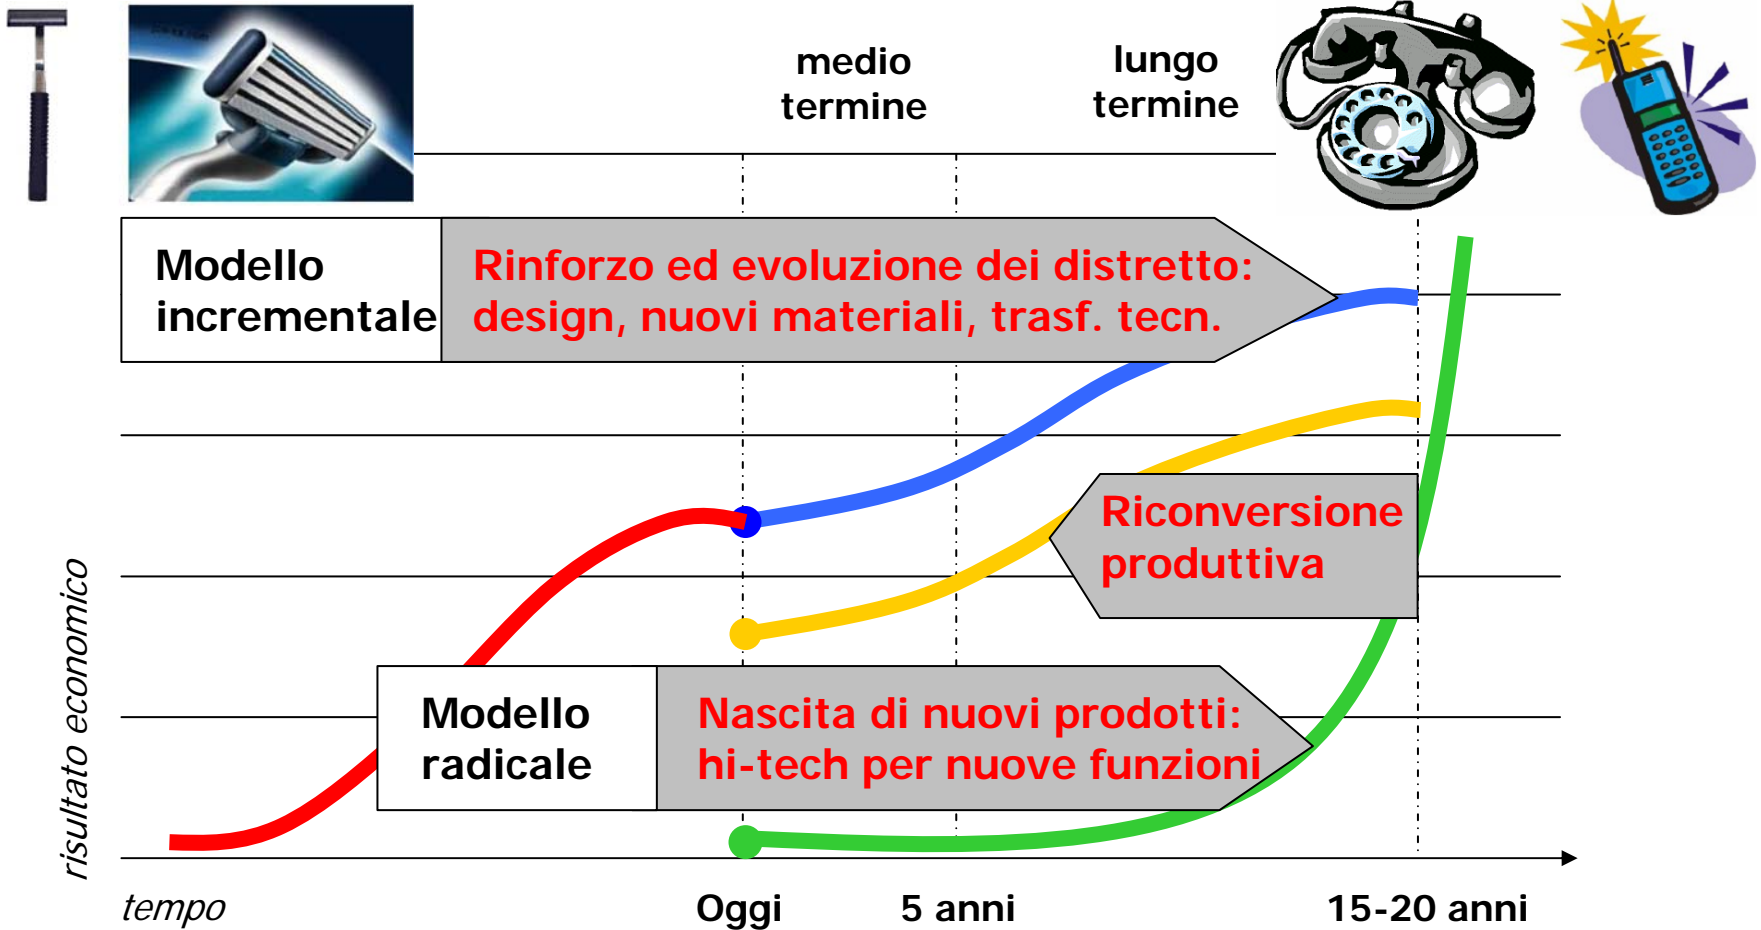 medio
termine
lungo
termine
Modello
incrementale
Rinforzo ed evoluzione dei distretto:
design, nuovi materiali, trasf. tecn.
Riconversione
produttiva
Modello
radicale
Nascita di nuovi prodotti:
hi-tech per nuove funzioni
risultato economico
tempo
Oggi
5 anni
15-20 anni